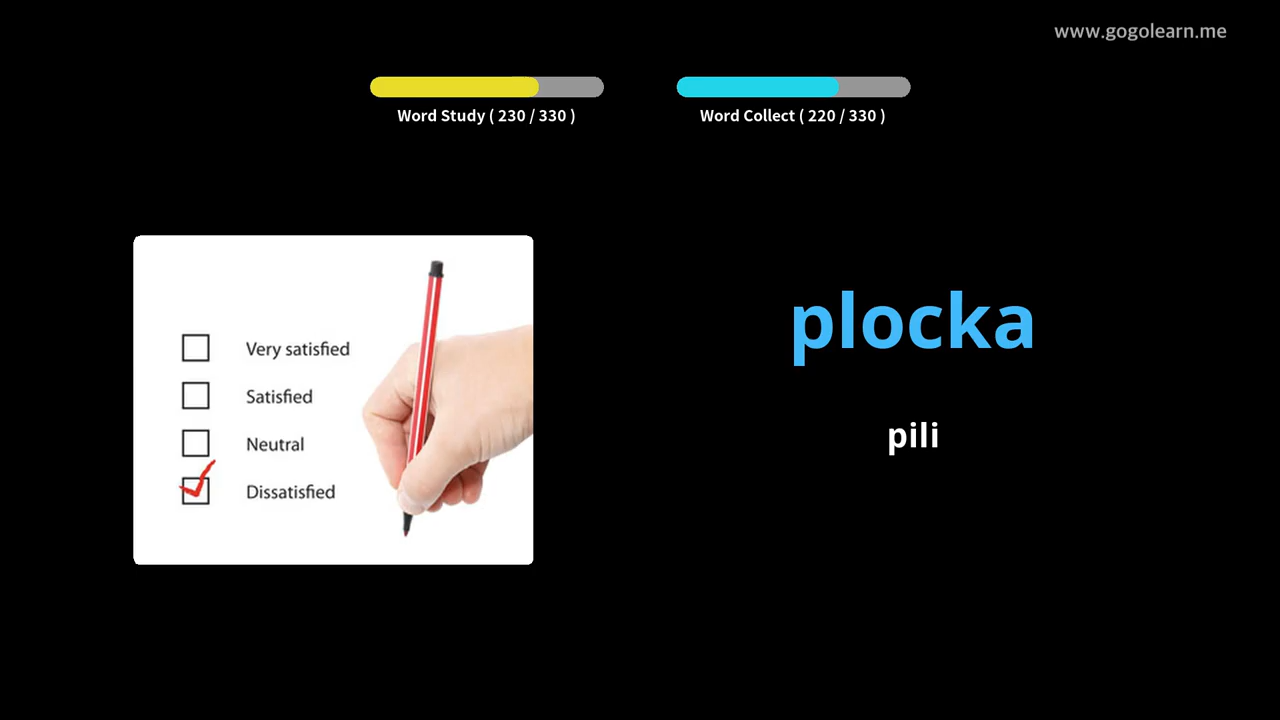 www.gogolearn.me
Word Study ( 230 / 330 )
Word Collect ( 220 / 330 )
Very satisfied
Satisfied
Neutral
Dissatisfied
plocka
pili